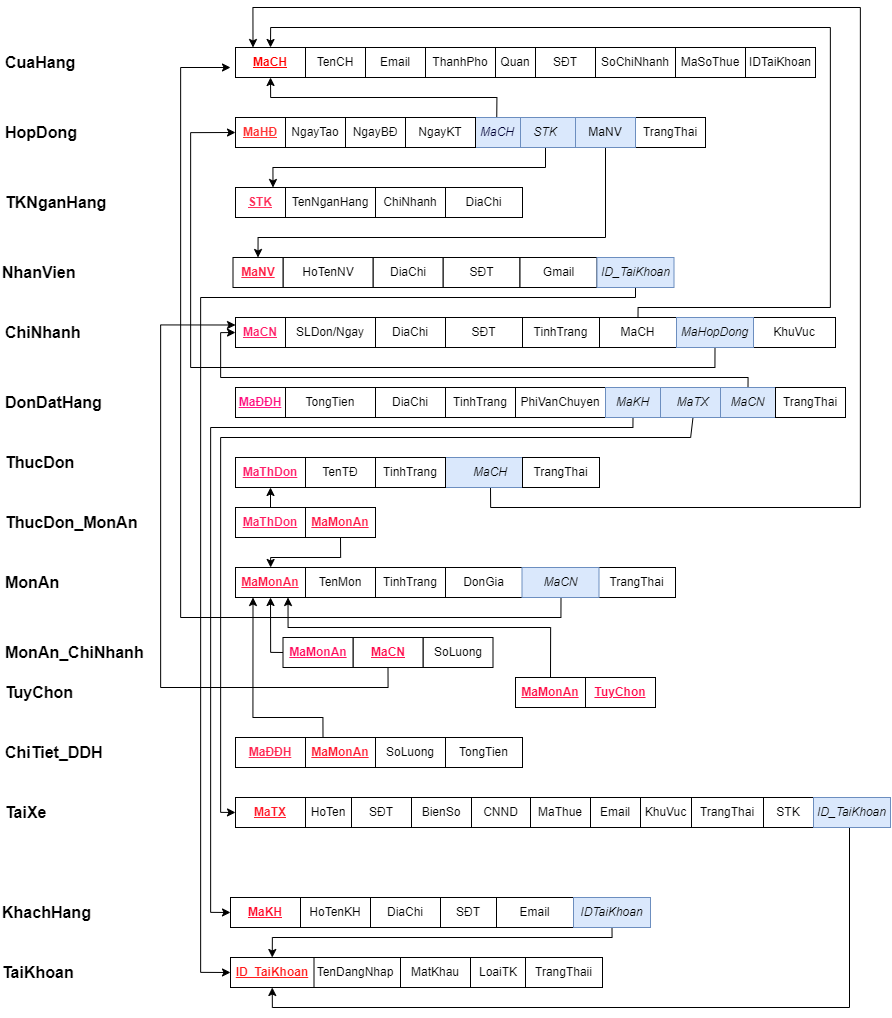 CuaHang MaCH TenCH Email ThanhPho Quan SĐT SoChiNhanh MaSoThue IDTaiKhoan
HopDong MaHĐ NgayTao NgayBĐ NgayKT MaCH STK MaNV TrangThai
TKNganHang STK TenNganHang ChiNhanh DiaChi
NhanVien MaNV HoTenNV DiaChi SĐT Gmail ID_TaiKhoan
ChiNhanh MaCN SLDon/Ngay DiaChi SĐT TinhTrang MaCH MaHopDong KhuVuc
DonDatHang MaĐĐH TongTien DiaChi TinhTrang PhiVanChuyen MaKH MaTX MaCN TrangThai
ThucDon MaThDon TenTĐ TinhTrang MaCH TrangThai
ThucDon_MonAn MaThDon MaMonAn
MonAn MaMonAn TenMon TinhTrang DonGia MaCN TrangThai
MonAn_ChiNhanh MaMonAn MaCN SoLuong
TuyChon MaMonAn TuyChon
ChiTiet_DDH MaĐĐH MaMonAn SoLuong TongTien
TaiXe MaTX HoTen SĐT BienSo CNND MaThue Email KhuVuc TrangThai STK ID_TaiKhoan
KhachHang MaKH HoTenKH DiaChi SĐT Email IDTaiKhoan
TaiKhoan ID_TaiKhoan TenDangNhap MatKhau LoaiTK TrangThaii